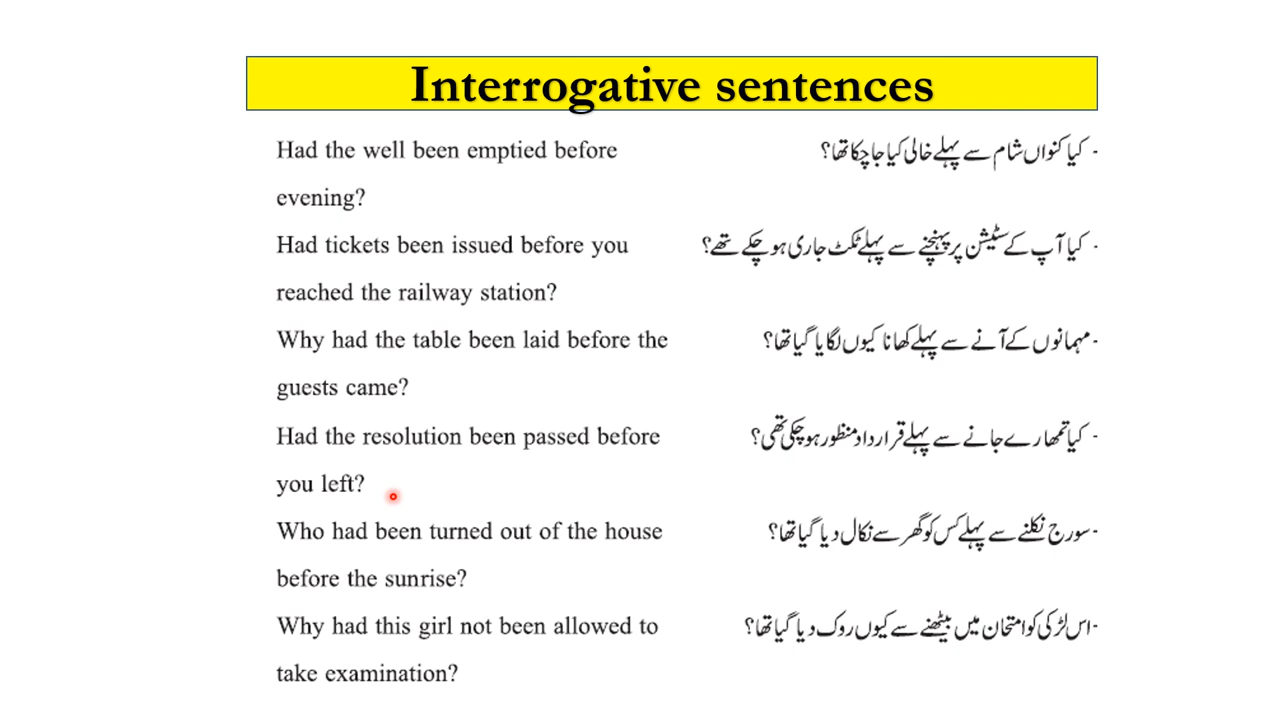 Interrogative sentences
Had the well been emptied before
evening?
- کیا کنواں شام سے پہلے خالی کیا جا چکا تھا؟
Had tickets been issued before you
reached the railway station?
- کیا آپ کے سٹیشن پر پہنچنے سے پہلے ٹکٹ جاری ہو چکے تھے؟
Why had the table been laid before the
guests came?
- مہمانوں کے آنے سے پہلے کھانا کیوں لگایا گیا تھا؟
Had the resolution been passed before
you left?
- کیا تمھارے جانے سے پہلے قرارداد منظور ہو چکی تھی؟
Who had been turned out of the house
before the sunrise?
- سورج نکلنے سے پہلے کس کو گھر سے نکال دیا گیا تھا؟
Why had this girl not been allowed to
take examination?
- اس لڑکی کو امتحان میں بیٹھنے سے کیوں روک دیا گیا تھا؟